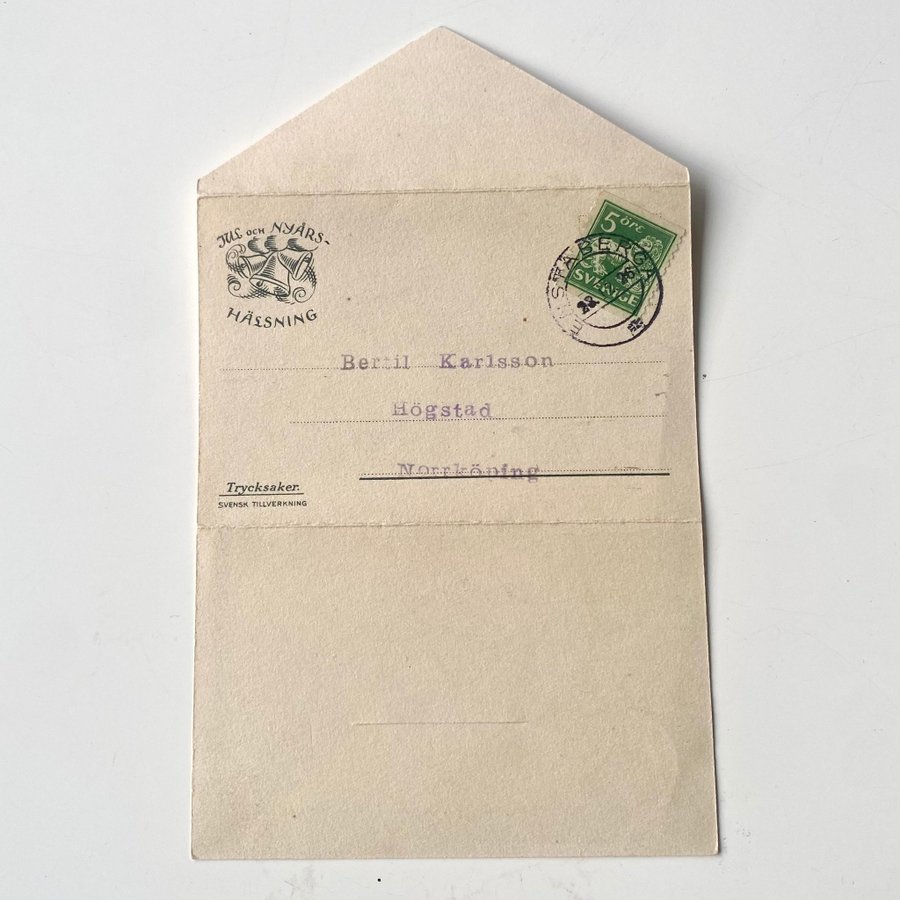 JUL OCH NYÅRS-
HÄLSNING
5 öre
SVERIGE
Bertil Karlsson
Högstad
Norrköping
Trycksaker.
SVENSK TILLVERKNING